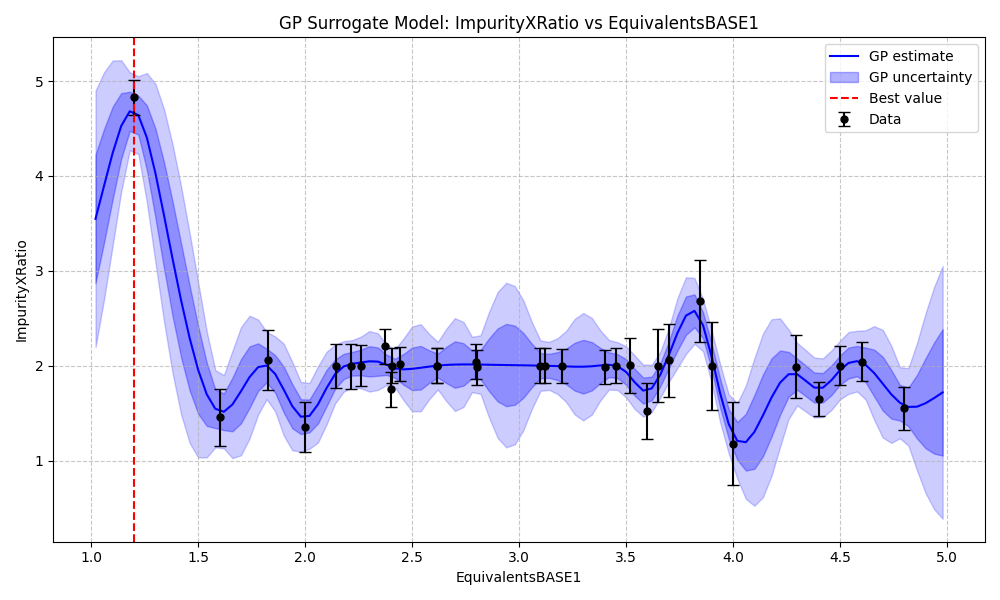 GP Surrogate Model: ImpurityXRatio vs EquivalentsBASE1
GP estimate
GP uncertainty
Best value
Data
ImpurityXRatio
5
4
3
2
1
1.0 1.5 2.0 2.5 3.0 3.5 4.0 4.5 5.0
EquivalentsBASE1